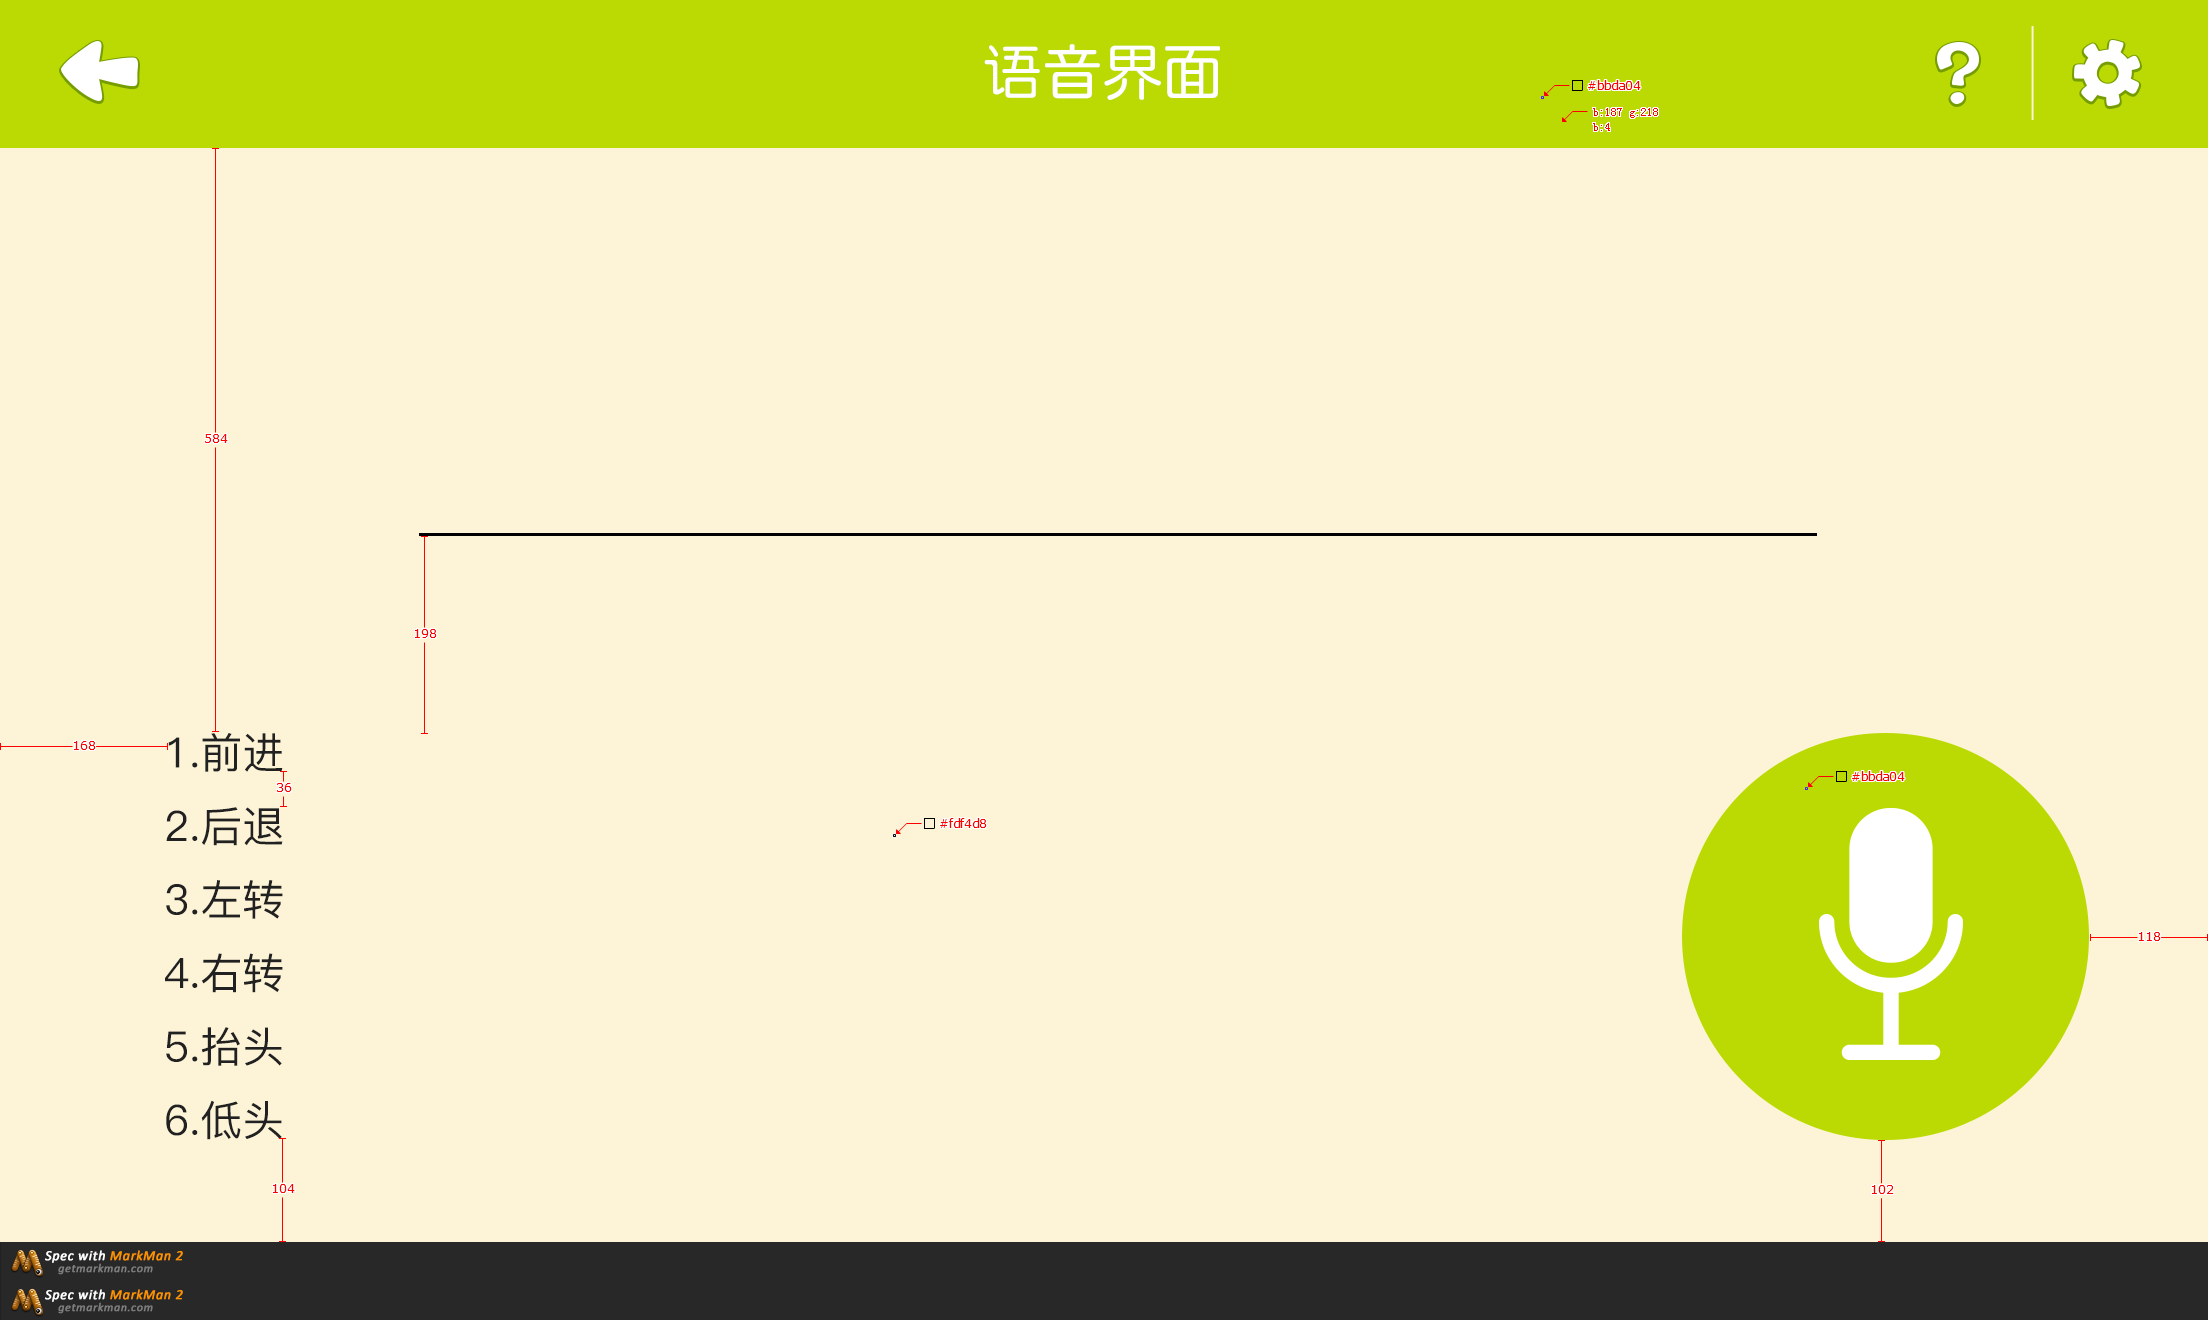 语音界面
#bbda04
b:187 g:218
b:4
584
198
168
1.前进
36
2.后退
3.左转
4.右转
5.抬头
6.低头
#fdf4d8
#bbda04
118
104
102
Spec with MarkMan 2
getmarkman.com
Spec with MarkMan 2
getmarkman.com